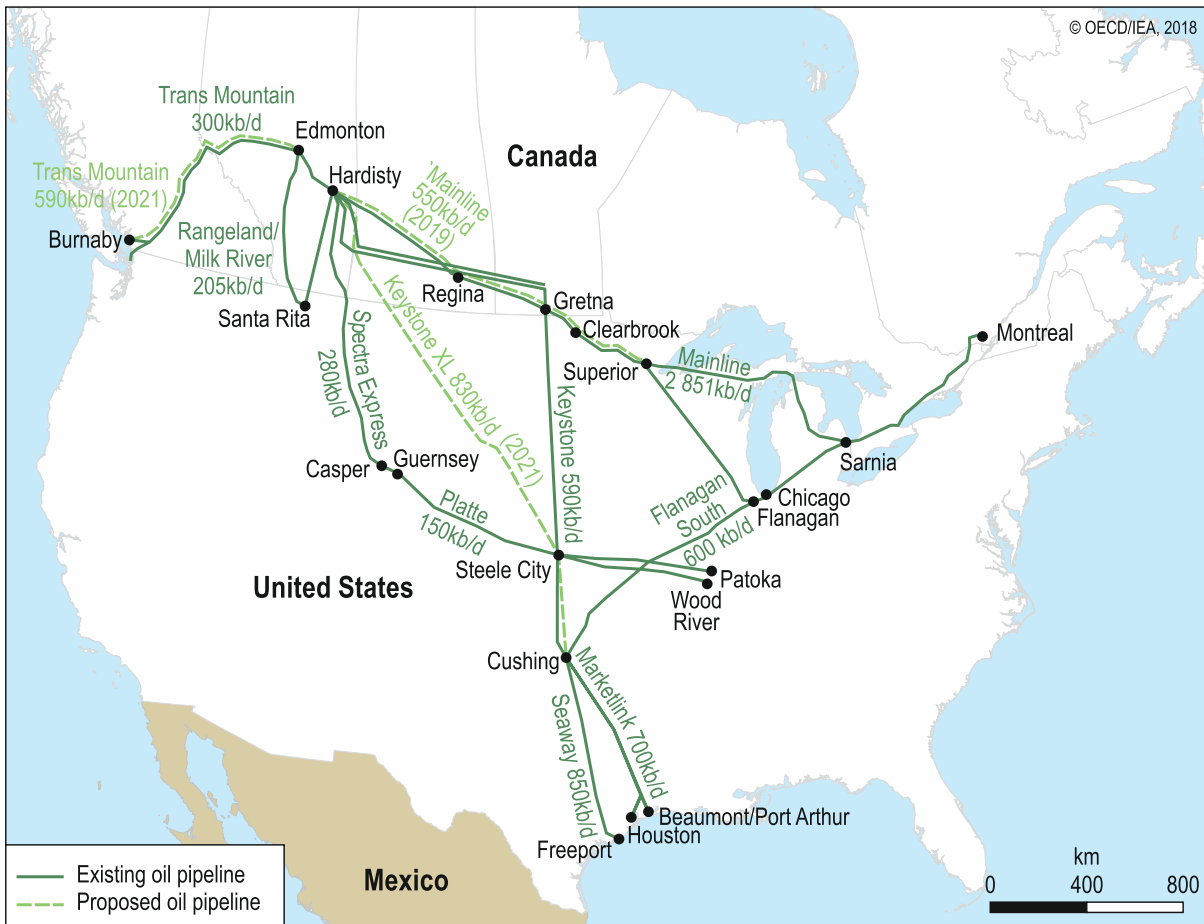 © OECD/IEA, 2018
Trans Mountain
300kb/d
Edmonton
Canada
Hardisty
Trans Mountain
590kb/d (2021)
'Mainline
550kb/d
(2019)
Burnaby
Rangeland/
Milk River
205kb/d
Santa Rita
Regina
Gretna
Clearbrook
Superior
Montreal
Mainline
2 851kb/d
Keystone XL 830kb/d (2021)
Spectra Express
280kb/d
Keystone 590kb/d
Sarnia
Casper
Guernsey
Chicago
Flanagan
Flanagan
South
600 kb/d
Platte
150kb/d
Steele City
Patoka
Wood
River
United States
Cushing
Marketlink 700kb/d
Seaway 850kb/d
Beaumont/Port Arthur
Houston
Freeport
Mexico
Existing oil pipeline
Proposed oil pipeline
km
0 400 800